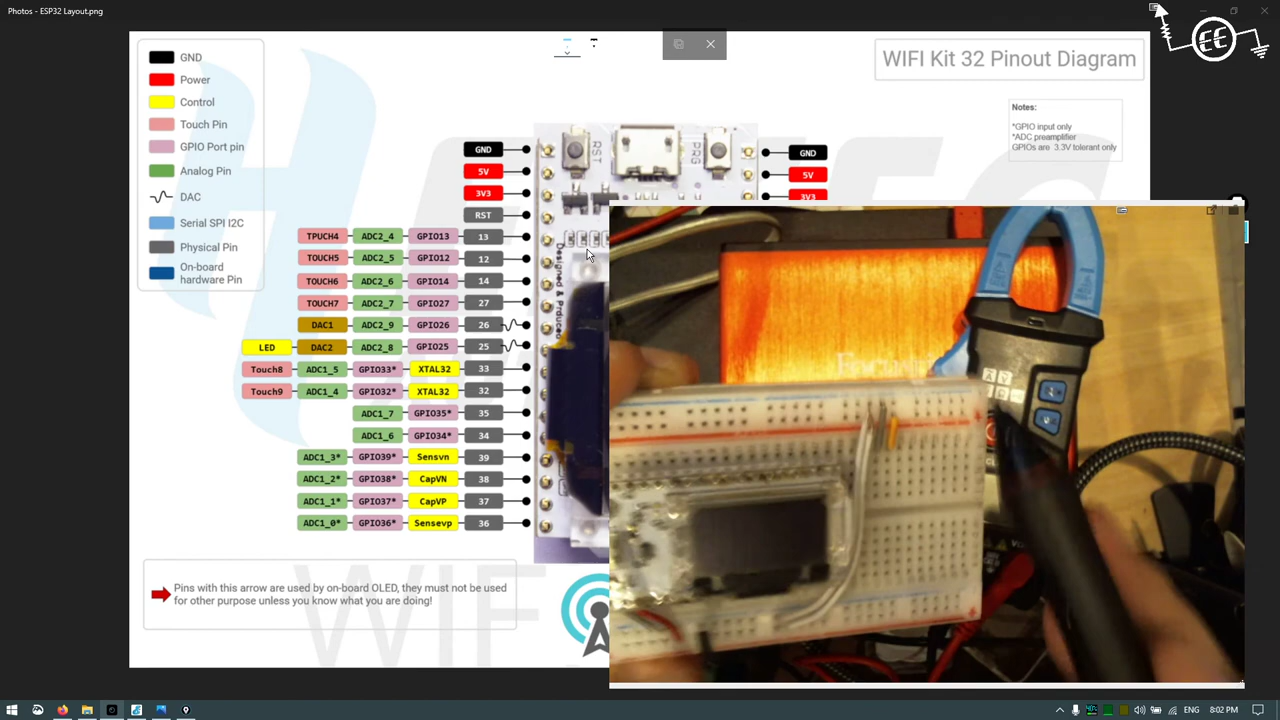 Photos - ESP32 Layout.png
EE
WIFI Kit 32 Pinout Diagram
GND
Power
Control
Touch Pin
GPIO Port pin
Analog Pin
DAC
Serial SPI I2C
Physical Pin
On-board
hardware Pin
Notes:
*GPIO input only
*ADC preamplifier
GPIOs are 3.3V tolerant only
RST
PRG
GND
5V
3V3
RST
TPUCH4 ADC2_4 GPIO13 13
TOUCH5 ADC2_5 GPIO12 12
TOUCH6 ADC2_6 GPIO14 14
TOUCH7 ADC2_7 GPIO27 27
DAC1 ADC2_9 GPIO26 26
LED DAC2 ADC2_8 GPIO25 25
Touch8 ADC1_5 GPIO33* XTAL32 33
Touch9 ADC1_4 GPIO32* XTAL32 32
ADC1_7 GPIO35* 35
ADC1_6 GPIO34* 34
ADC1_3* GPIO39* Sensvn 39
ADC1_2* GPIO38* CapVN 38
ADC1_1* GPIO37* CapVP 37
ADC1_0* GPIO36* Sensevp 36
GND
5V
3V3
Designed & Produced
Pins with this arrow are used by on-board OLED, they must not be used
for other purpose unless you know what you are doing!
WIF
ENG
8:02 PM